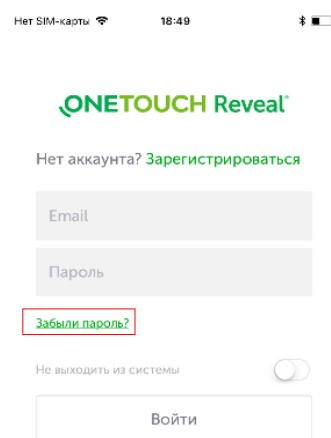 Нет SIM-карты 18:49
ONETOUCH Reveal
Нет аккаунта? Зарегистрироваться
Email
Пароль
Забыли пароль?
Не выходить из системы
Войти